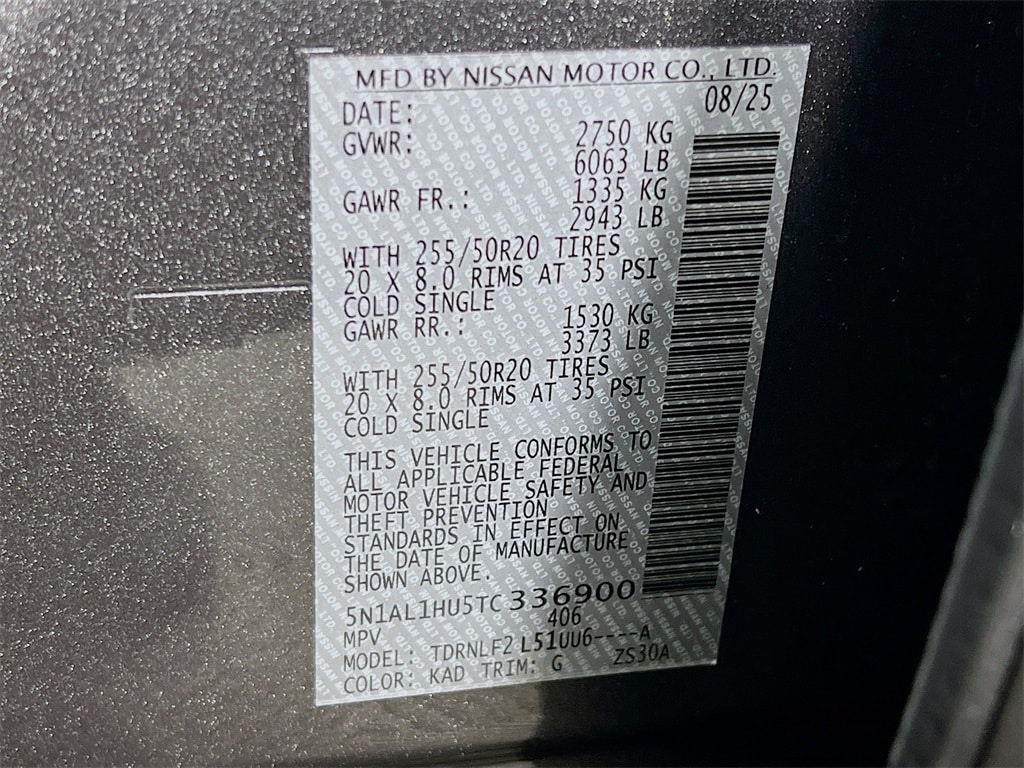 MFD BY NISSAN MOTOR CO., LTD.
DATE: 08/25
GVWR: 2750 KG
6063 LB
GAWR FR.: 1335 KG
2943 LB
WITH 255/50R20 TIRES
20 X 8.0 RIMS AT 35 PSI
COLD SINGLE
GAWR RR.: 1530 KG
3373 LB
WITH 255/50R20 TIRES
20 X 8.0 RIMS AT 35 PSI
COLD SINGLE
THIS VEHICLE CONFORMS TO
ALL APPLICABLE FEDERAL
MOTOR VEHICLE SAFETY AND
THEFT PREVENTION
STANDARDS IN EFFECT ON
THE DATE OF MANUFACTURE
SHOWN ABOVE.
5N1AL1HU5TC336900
MPV 406
MODEL: TDRNLF2 L51UU6----A
COLOR: KAD TRIM: G ZS30A